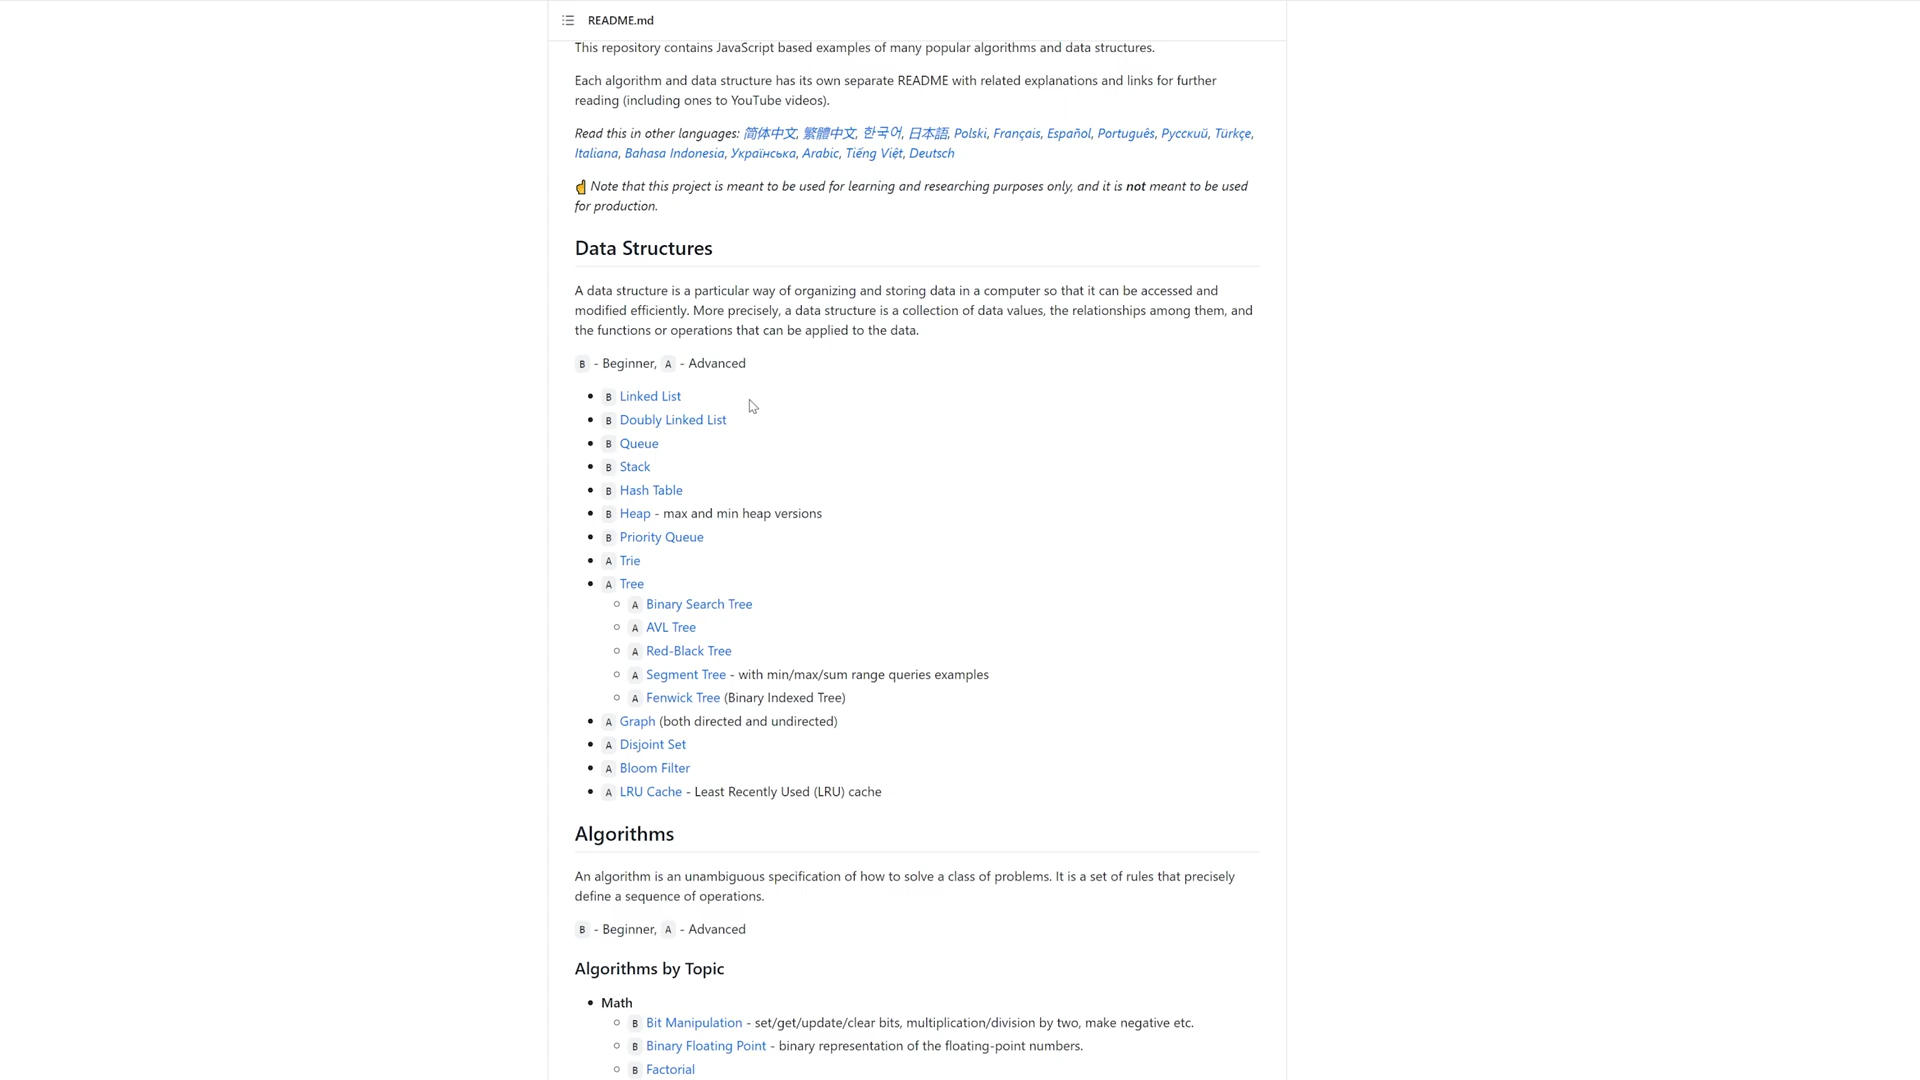 README.md
This repository contains JavaScript based examples of many popular algorithms and data structures.
Each algorithm and data structure has its own separate README with related explanations and links for further
reading (including ones to YouTube videos).
Read this in other languages: 简体中文, 繁體中文, 한국어, 日本語, Polski, Français, Español, Português, Русский, Türkçe,
Italiana, Bahasa Indonesia, Українська, Arabic, Tiếng Việt, Deutsch
☝ Note that this project is meant to be used for learning and researching purposes only, and it is not meant to be used
for production.
Data Structures
A data structure is a particular way of organizing and storing data in a computer so that it can be accessed and
modified efficiently. More precisely, a data structure is a collection of data values, the relationships among them, and
the functions or operations that can be applied to the data.
B - Beginner, A - Advanced
B Linked List
B Doubly Linked List
B Queue
B Stack
B Hash Table
B Heap - max and min heap versions
B Priority Queue
A Trie
A Tree
A Binary Search Tree
A AVL Tree
A Red-Black Tree
A Segment Tree - with min/max/sum range queries examples
A Fenwick Tree (Binary Indexed Tree)
A Graph (both directed and undirected)
A Disjoint Set
A Bloom Filter
A LRU Cache - Least Recently Used (LRU) cache
Algorithms
An algorithm is an unambiguous specification of how to solve a class of problems. It is a set of rules that precisely
define a sequence of operations.
B - Beginner, A - Advanced
Algorithms by Topic
Math
B Bit Manipulation - set/get/update/clear bits, multiplication/division by two, make negative etc.
B Binary Floating Point - binary representation of the floating-point numbers.
B Factorial